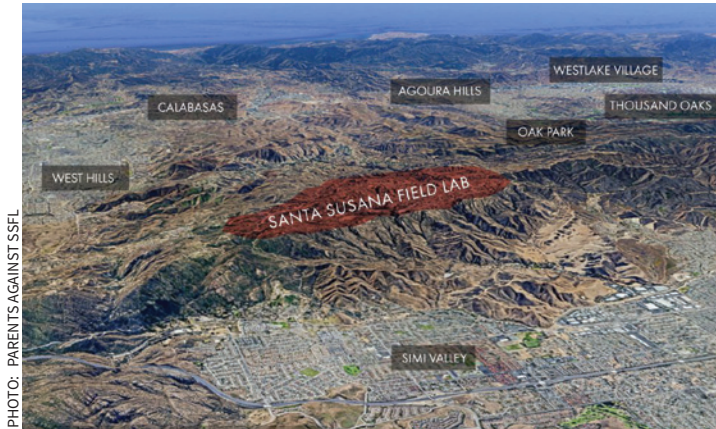 WESTLAKE VILLAGE
AGOURA HILLS
CALABASAS
THOUSAND OAKS
OAK PARK
WEST HILLS
SANTA SUSANA FIELD LAB
SIMI VALLEY
PHOTO: PARENTS AGAINST SSFL